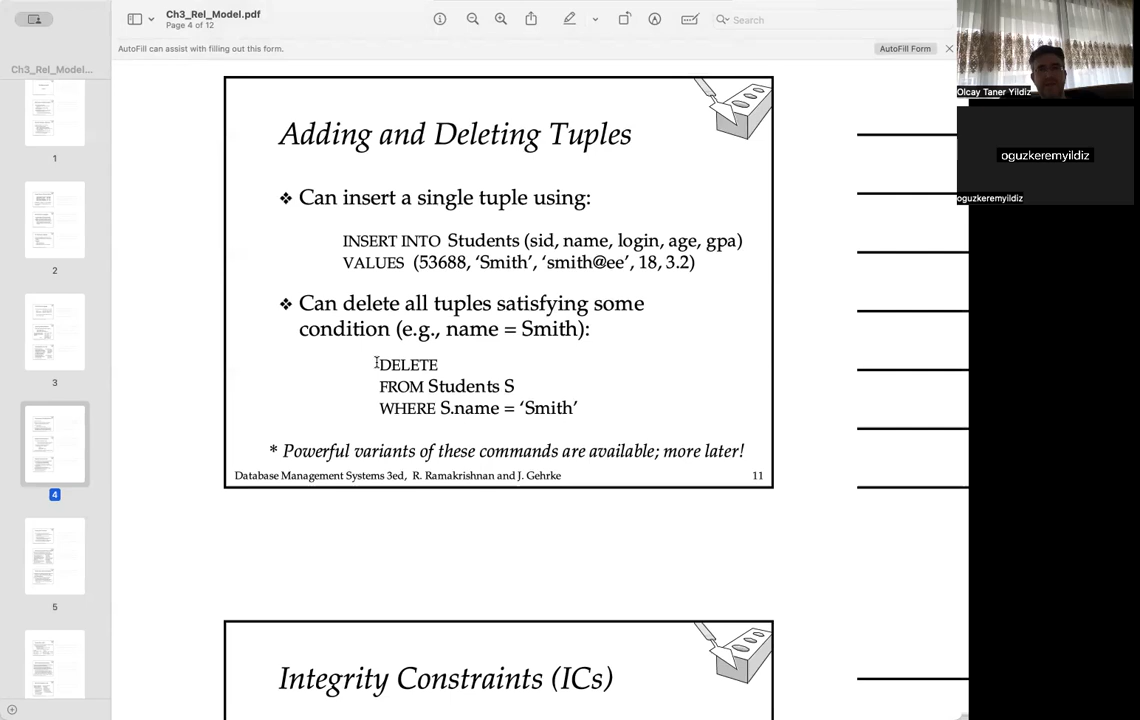 Ch3_Rel_Model.pdf
Page 4 of 12
Search
AutoFill can assist with filling out this form.
AutoFill Form
Ch3_Rel_Model...
1
2
3
4
5
Adding and Deleting Tuples
❖ Can insert a single tuple using:
INSERT INTO Students (sid, name, login, age, gpa)
VALUES (53688, ‘Smith’, ‘smith@ee’, 18, 3.2)
❖ Can delete all tuples satisfying some
condition (e.g., name = Smith):
DELETE
FROM Students S
WHERE S.name = ‘Smith’
* Powerful variants of these commands are available; more later!
Database Management Systems 3ed, R. Ramakrishnan and J. Gehrke 11
Integrity Constraints (ICs)
Olcay Taner Yildiz
oguzkeremyildiz
oguzkeremyildiz